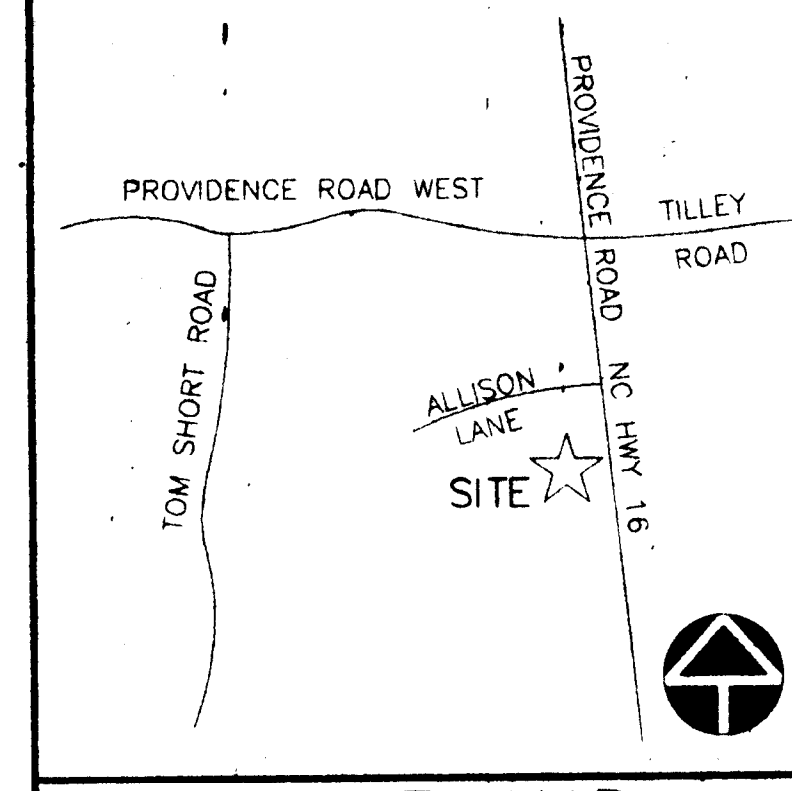 PROVIDENCE ROAD WEST
PROVIDENCE ROAD NC HWY 16
TILLEY
ROAD
TOM SHORT ROAD
ALLISON
LANE
SITE